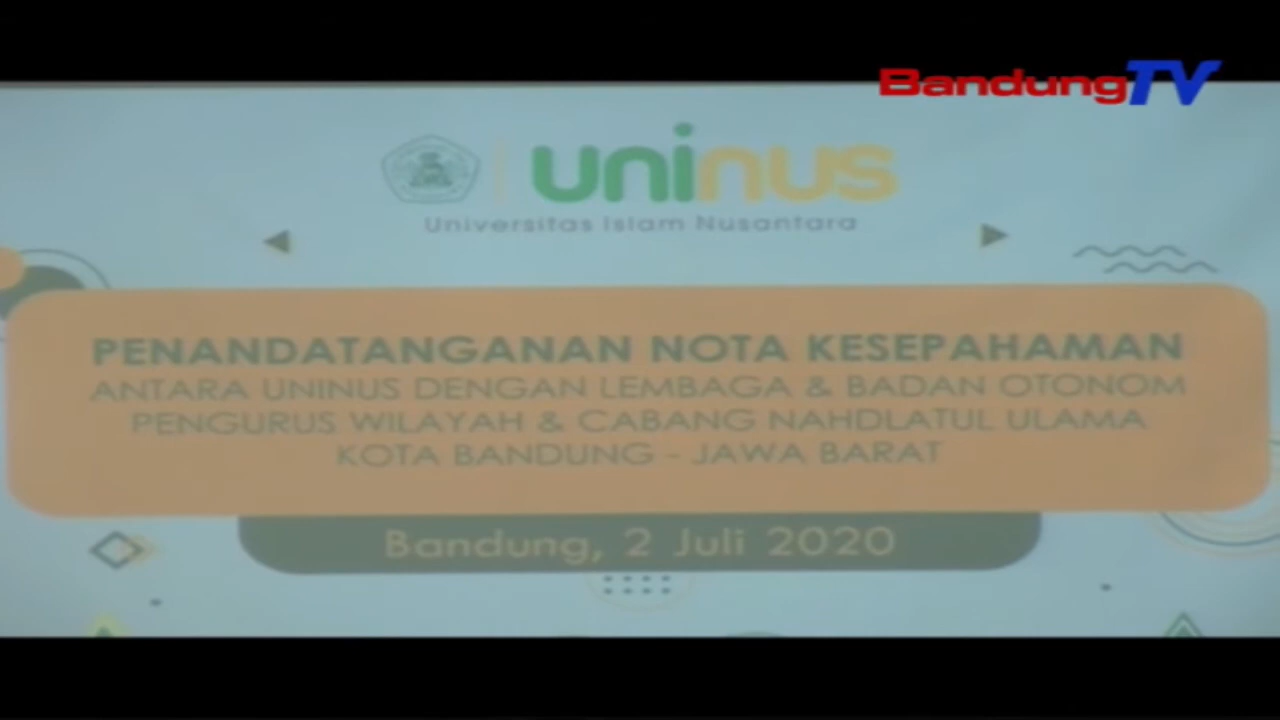 BandungTV
uninus
Universitas Islam Nusantara
PENANDATANGANAN NOTA KESEPAHAMAN
ANTARA UNINUS DENGAN LEMBAGA & BADAN OTONOM
PENGURUS WILAYAH & CABANG NAHDLATUL ULAMA
KOTA BANDUNG - JAWA BARAT
Bandung, 2 Juli 2020